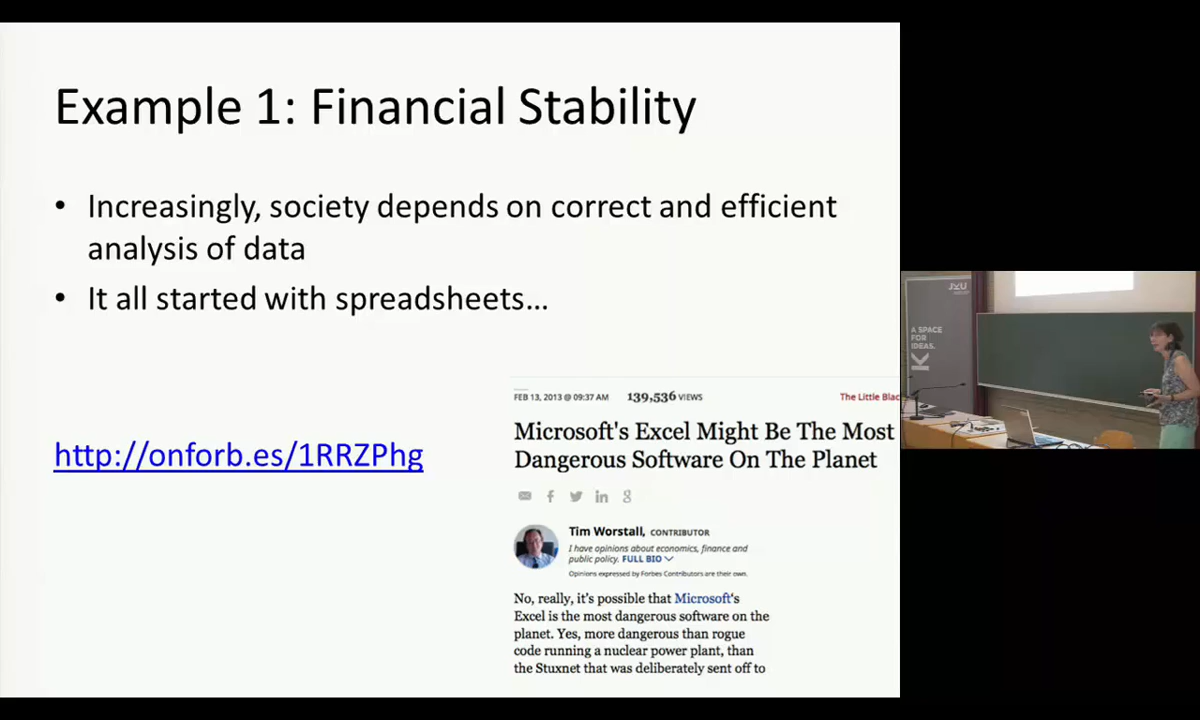 Example 1: Financial Stability
• Increasingly, society depends on correct and efficient
analysis of data
• It all started with spreadsheets...
http://onforb.es/1RRZPhg
FEB 13, 2013 @ 09:37 AM 139,536 VIEWS The Little Blac
Microsoft's Excel Might Be The Most
Dangerous Software On The Planet
Tim Worstall, CONTRIBUTOR
I have opinions about economics, finance and
public policy. FULL BIO
Opinions expressed by Forbes Contributors are their own.
No, really, it's possible that Microsoft's
Excel is the most dangerous software on the
planet. Yes, more dangerous than rogue
code running a nuclear power plant, than
the Stuxnet that was deliberately sent off to
JKU
A SPACE
FOR
IDEAS.